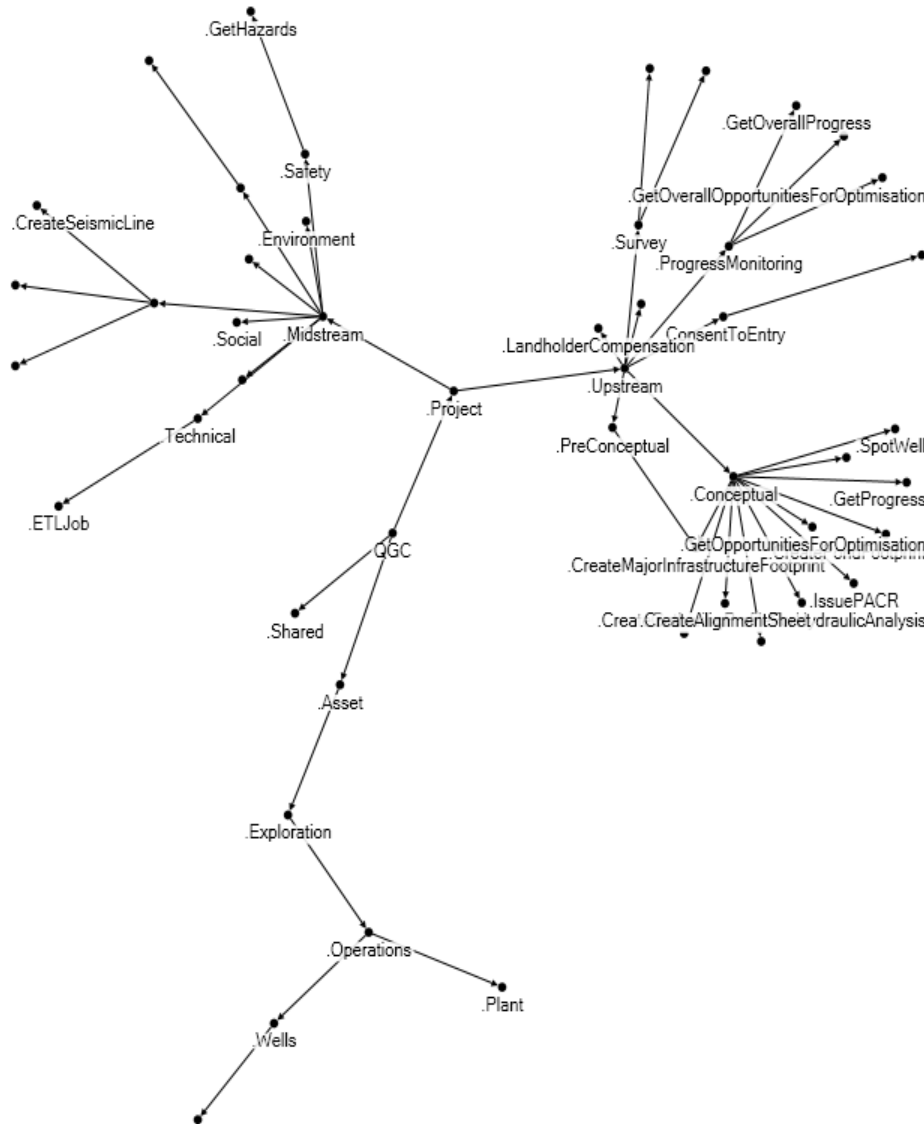 .GetHazards
.GetOverallProgress
.Safety
.GetOverallOpportunitiesForOptimisation
.CreateSeismicLine
.Environment
.Survey
.ProgressMonitoring
.Social
.Midstream
.LandholderCompensation
ConsentToEntry
.Upstream
.Project
.Technical
.PreConceptual
.SpotWell
.Conceptual
.GetProgress
.ETLJob
QGC
.GetOpportunitiesForOptimisation
.CreateMajorInfrastructureFootprint
.IssuePACR
.Shared
.CreateAlignmentSheet
.Asset
.Exploration
.Operations
.Plant
.Wells